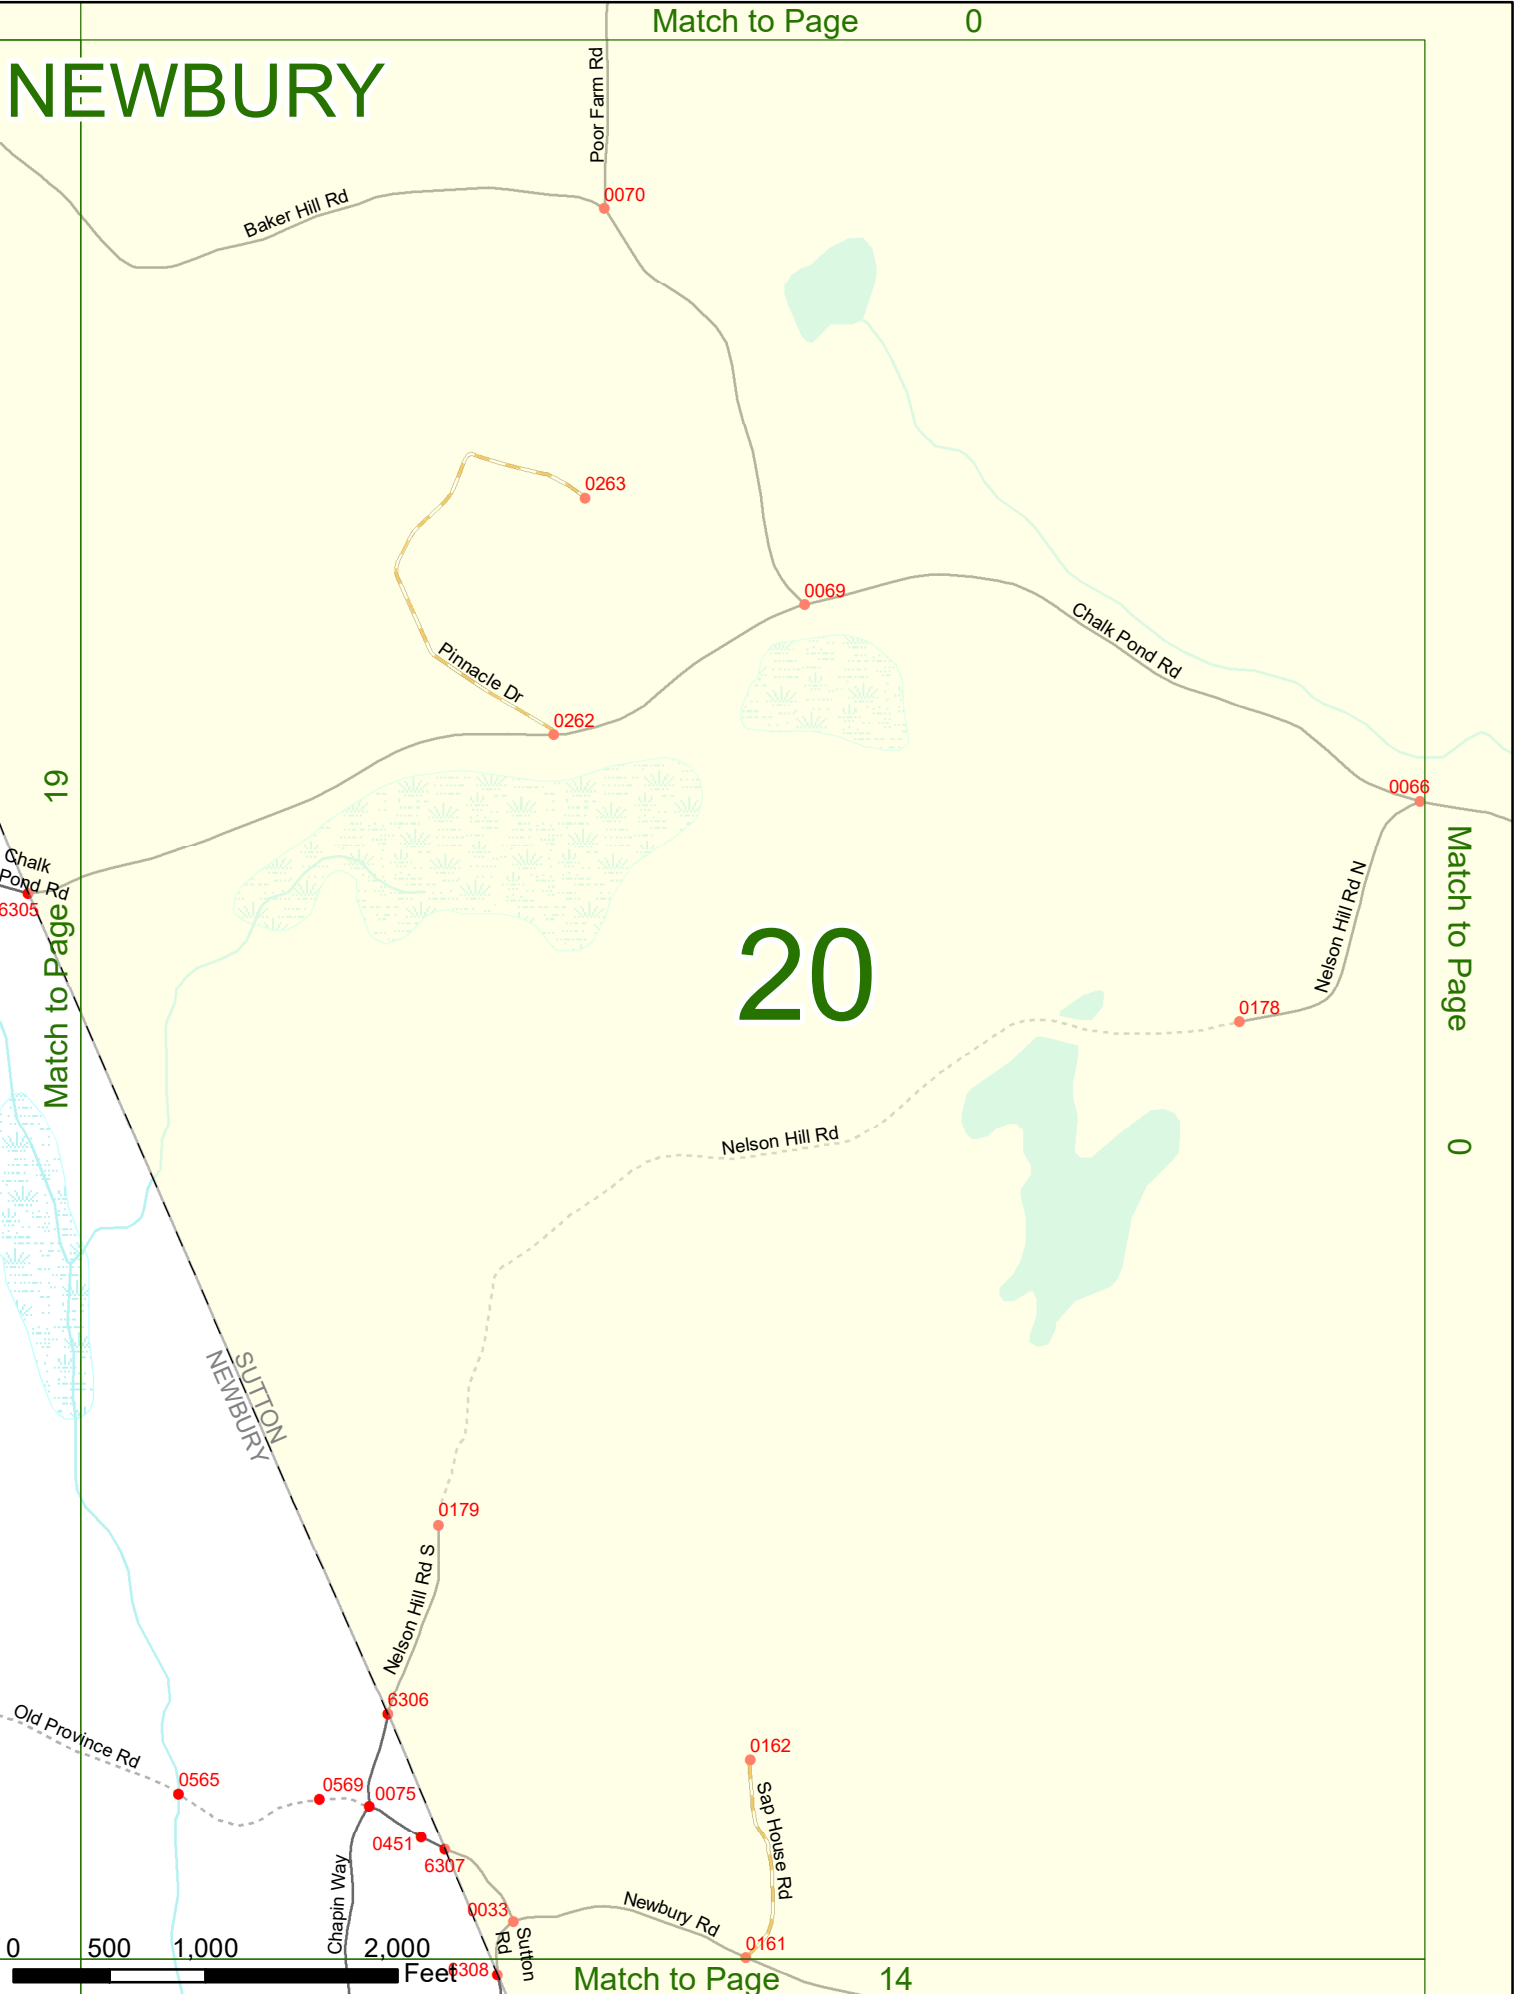 Match to Page 0
NEWBURY
Poor Farm Rd
0070
Baker Hill Rd
0263
0069
Chalk Pond Rd
Pinnacle Dr
0262
19
Match to Page
0066
Chalk
Pond Rd
6305
Match to Page
0
Nelson Hill Rd N
20
0178
Nelson Hill Rd
SUTTON
NEWBURY
0179
Nelson Hill Rd S
6306
Old Province Rd
0162
0565
0569
0075
Sap House Rd
0451
6307
Chapin Way
0033
Newbury Rd
Sutton
Rd
0161
0 500 1,000 2,000
Feet
6308
Match to Page 14